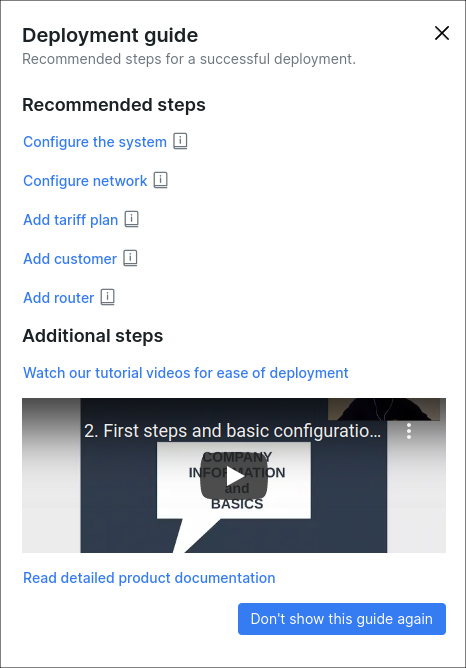 Deployment guide
Recommended steps for a successful deployment.
Recommended steps
Configure the system
Configure network
Add tariff plan
Add customer
Add router
Additional steps
Watch our tutorial videos for ease of deployment
2. First steps and basic configuratio...
COMPANY
INFORMATION
and
BASICS
Read detailed product documentation
Don't show this guide again